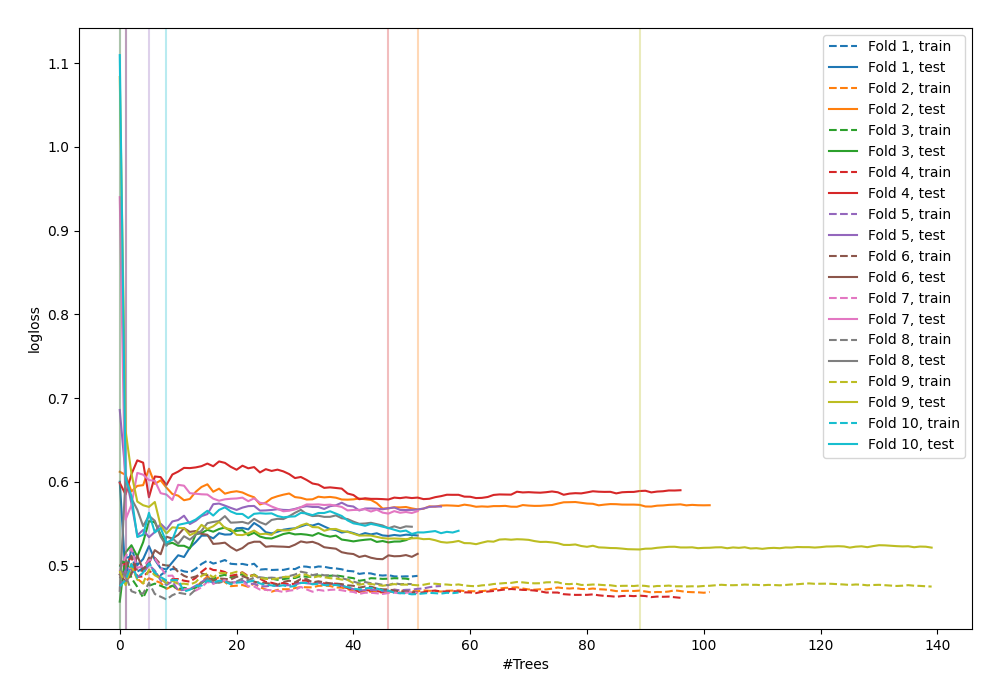 1.1
1.0
0.9
0.8
0.7
0.6
0.5
logloss
0
20
40
60
80
100
120
140
#Trees
Fold 1, train
Fold 1, test
Fold 2, train
Fold 2, test
Fold 3, train
Fold 3, test
Fold 4, train
Fold 4, test
Fold 5, train
Fold 5, test
Fold 6, train
Fold 6, test
Fold 7, train
Fold 7, test
Fold 8, train
Fold 8, test
Fold 9, train
Fold 9, test
Fold 10, train
Fold 10, test